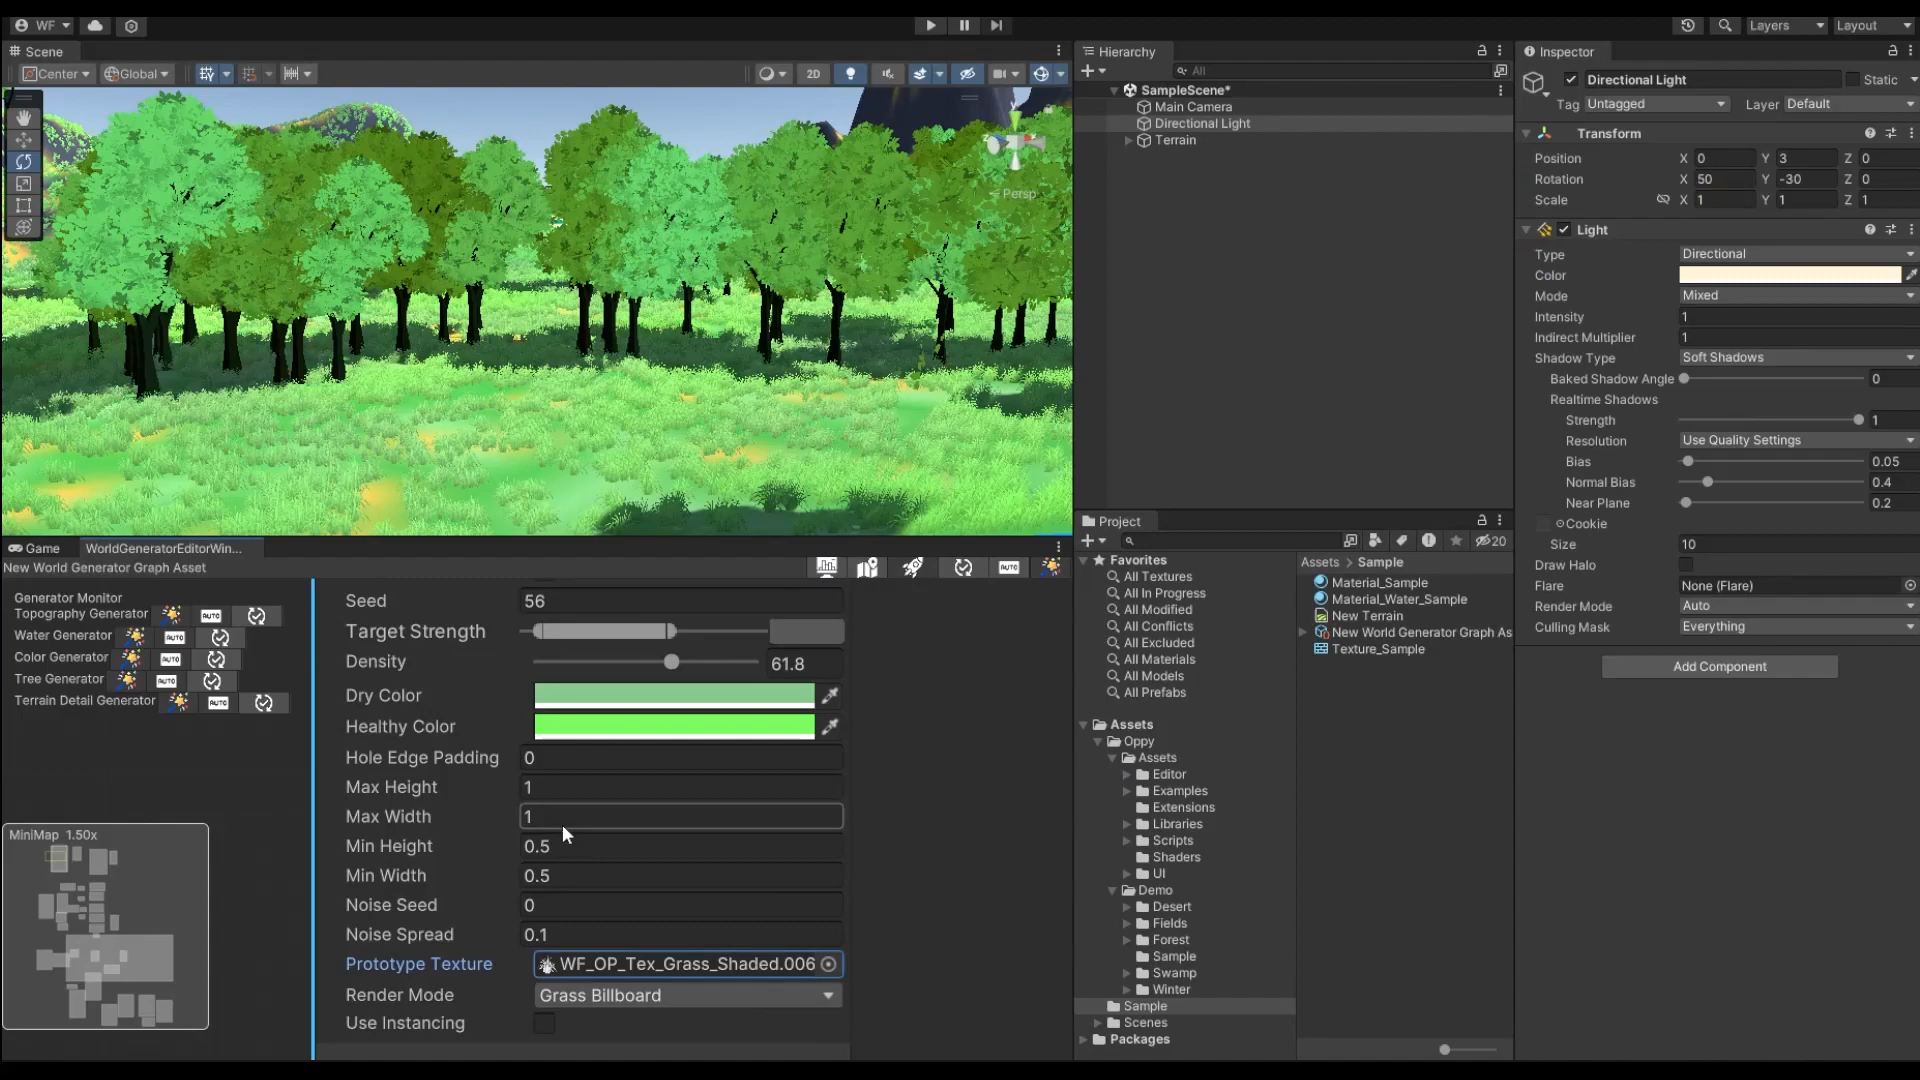 WF
Layers
Layout
Scene
Center
Global
2D
Persp
y
Hierarchy
All
SampleScene*
Main Camera
Directional Light
Terrain
Inspector
Directional Light
Static
Tag Untagged
Layer Default
Transform
Position X 0 Y 3 Z 0
Rotation X 50 Y -30 Z 0
Scale X 1 Y 1 Z 1
Light
Type Directional
Color
Mode Mixed
Intensity 1
Indirect Multiplier 1
Shadow Type Soft Shadows
Baked Shadow Angle 0
Realtime Shadows
Strength 1
Resolution Use Quality Settings
Bias 0.05
Normal Bias 0.4
Near Plane 0.2
Cookie
Size 10
Draw Halo
Flare None (Flare)
Render Mode Auto
Culling Mask Everything
Add Component
Game
WorldGeneratorEditorWin...
New World Generator Graph Asset
AUTO
Generator Monitor
Topography Generator AUTO
Water Generator AUTO
Color Generator AUTO
Tree Generator AUTO
Terrain Detail Generator AUTO
MiniMap 1.50x
Seed 56
Target Strength
Density 61.8
Dry Color
Healthy Color
Hole Edge Padding 0
Max Height 1
Max Width 1
Min Height 0.5
Min Width 0.5
Noise Seed 0
Noise Spread 0.1
Prototype Texture WF_OP_Tex_Grass_Shaded.006
Render Mode Grass Billboard
Use Instancing
Project
20
Favorites
All Textures
All In Progress
All Modified
All Conflicts
All Excluded
All Materials
All Models
All Prefabs
Assets
Oppy
Assets
Editor
Examples
Extensions
Libraries
Scripts
Shaders
UI
Demo
Desert
Fields
Forest
Sample
Swamp
Winter
Sample
Scenes
Packages
Assets > Sample
Material_Sample
Material_Water_Sample
New Terrain
New World Generator Graph As
Texture_Sample